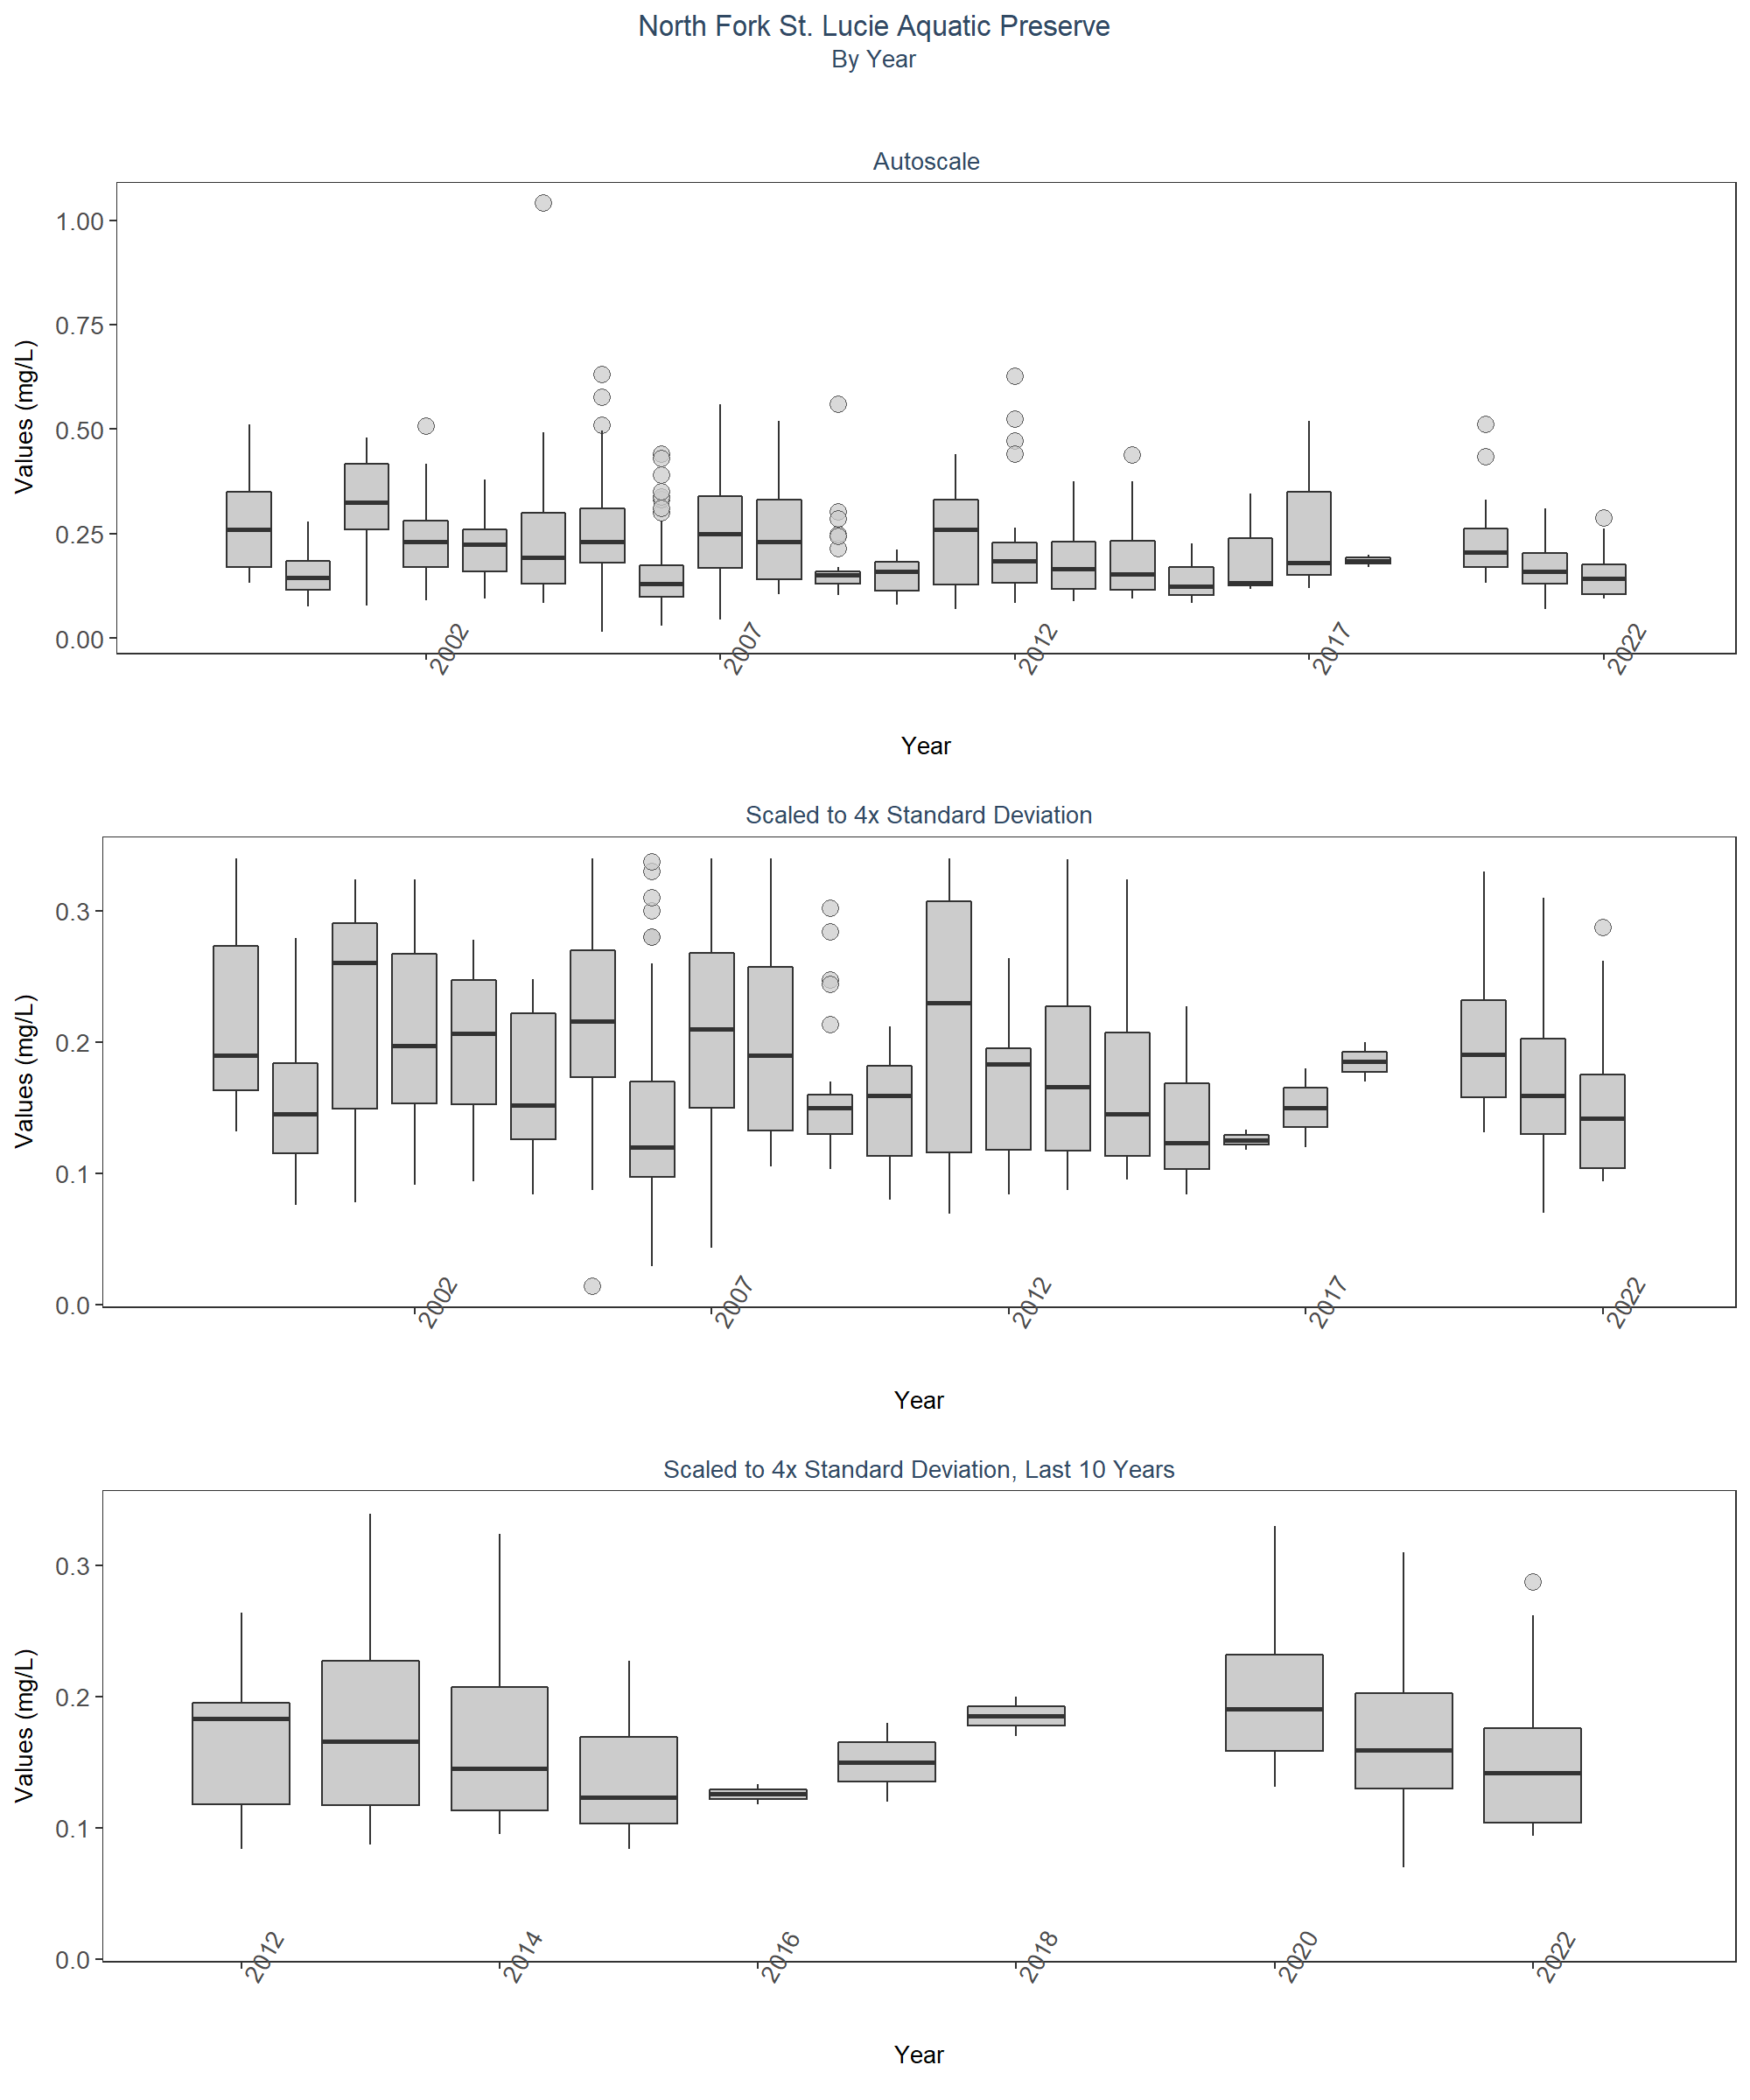 North Fork St. Lucie Aquatic Preserve
By Year
Autoscale
Values (mg/L)
1.00
0.75
0.50
0.25
0.00
2002
2007
2012
2017
2022
Year
Scaled to 4x Standard Deviation
Values (mg/L)
0.3
0.2
0.1
0.0
2002
2007
2012
2017
2022
Year
Scaled to 4x Standard Deviation, Last 10 Years
Values (mg/L)
0.3
0.2
0.1
0.0
2012
2014
2016
2018
2020
2022
Year